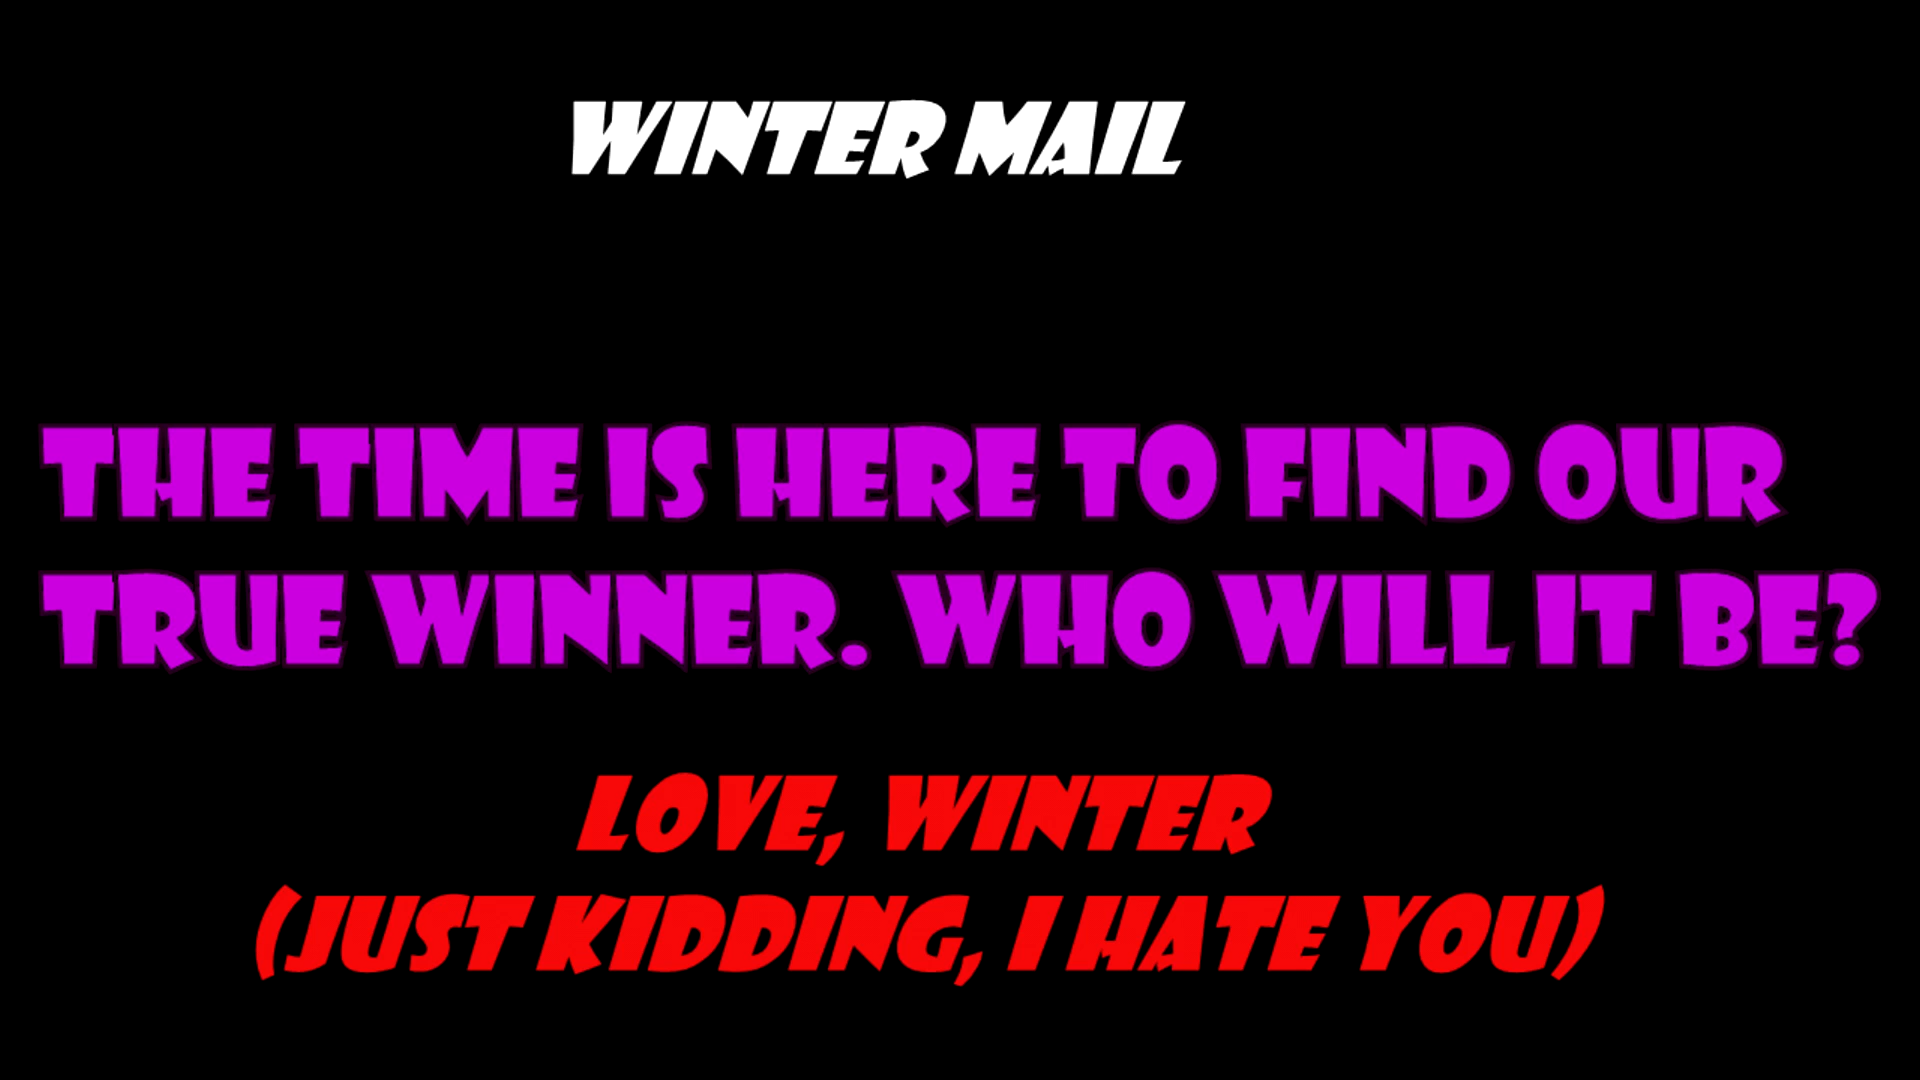 WINTER MAIL
THE TIME IS HERE TO FIND OUR
TRUE WINNER. WHO WILL IT BE?
LOVE, WINTER
(JUST KIDDING, I HATE YOU)